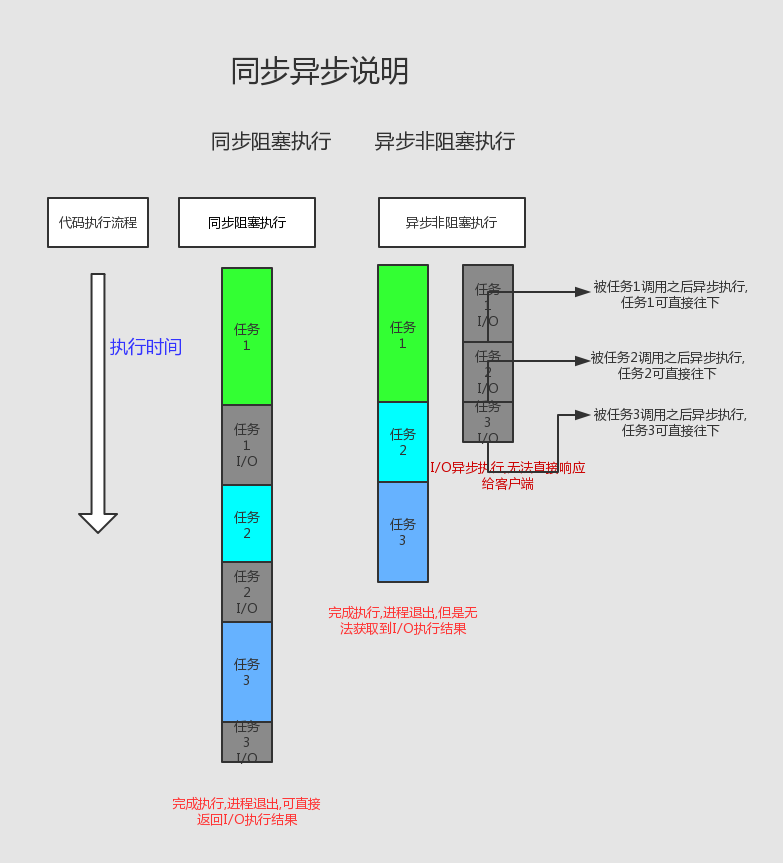 同步异步说明
同步阻塞执行
异步非阻塞执行
代码执行流程
同步阻塞执行
异步非阻塞执行
执行时间
任务
1
任务
1
I/O
任务
2
任务
2
I/O
任务
3
任务
3
I/O
完成执行,进程退出,可直接
返回I/O执行结果
任务
1
任务
2
任务
3
完成执行,进程退出,但是无
法获取到I/O执行结果
任务
1
I/O
任务
2
I/O
任务
3
I/O
I/O异步执行,无法直接响应
给客户端
被任务1调用之后异步执行,
任务1可直接往下
被任务2调用之后异步执行,
任务2可直接往下
被任务3调用之后异步执行,
任务3可直接往下